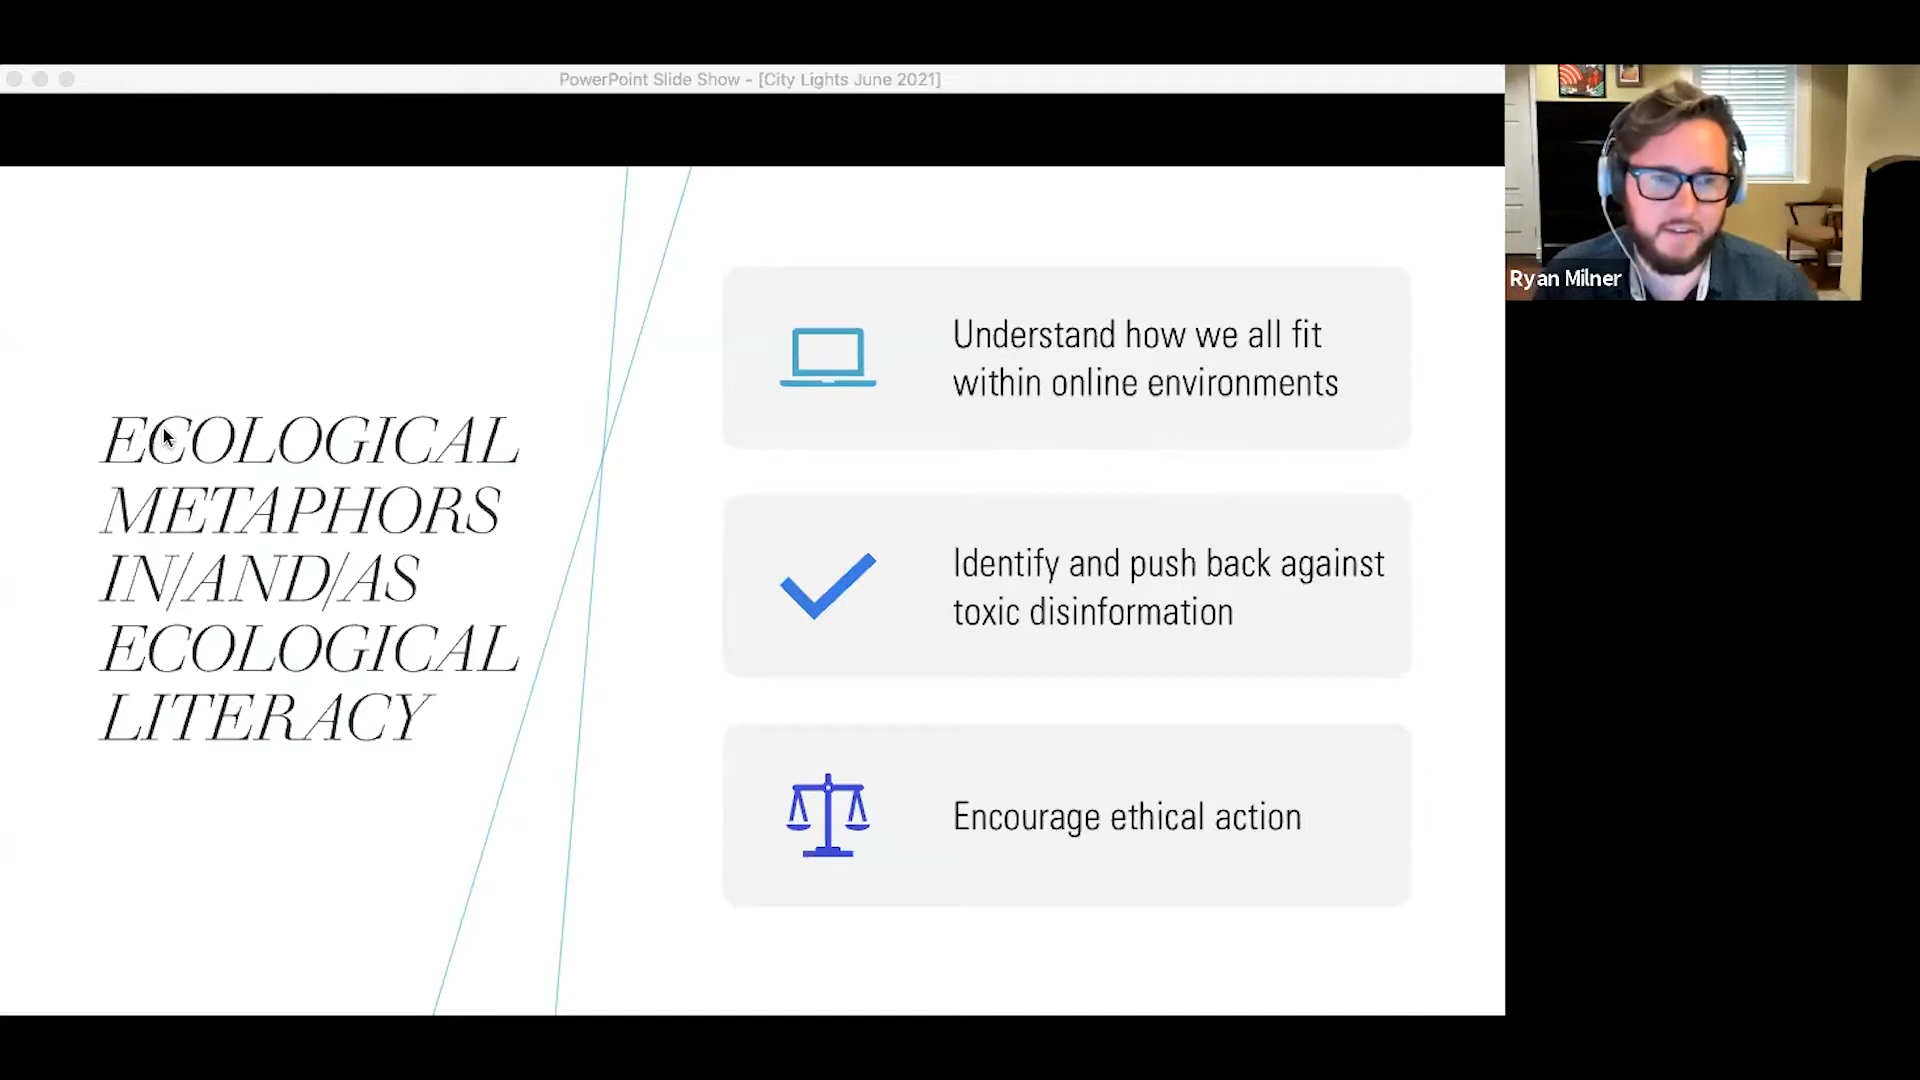 PowerPoint Slide Show - [City Lights June 2021]
ECOLOGICAL
METAPHORS
IN/AND/AS
ECOLOGICAL
LITERACY
Understand how we all fit
within online environments
Identify and push back against
toxic disinformation
Encourage ethical action
Ryan Milner